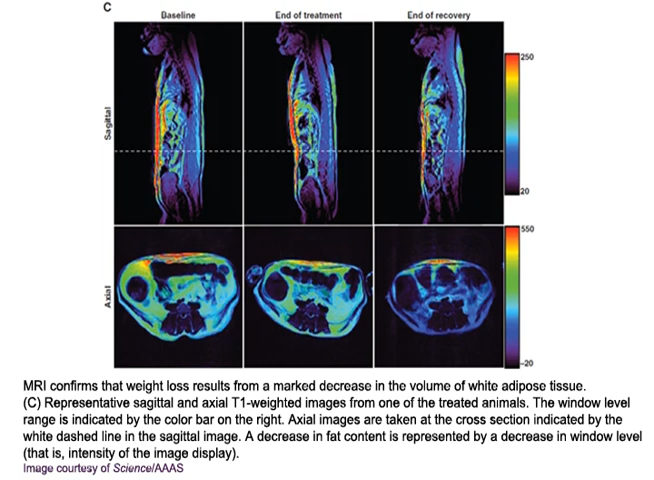 C
Baseline
End of treatment
End of recovery
Sagittal
250
20
Axial
550
–20
MRI confirms that weight loss results from a marked decrease in the volume of white adipose tissue.
(C) Representative sagittal and axial T1-weighted images from one of the treated animals. The window level
range is indicated by the color bar on the right. Axial images are taken at the cross section indicated by the
white dashed line in the sagittal image. A decrease in fat content is represented by a decrease in window level
(that is, intensity of the image display).
Image courtesy of Science/AAAS